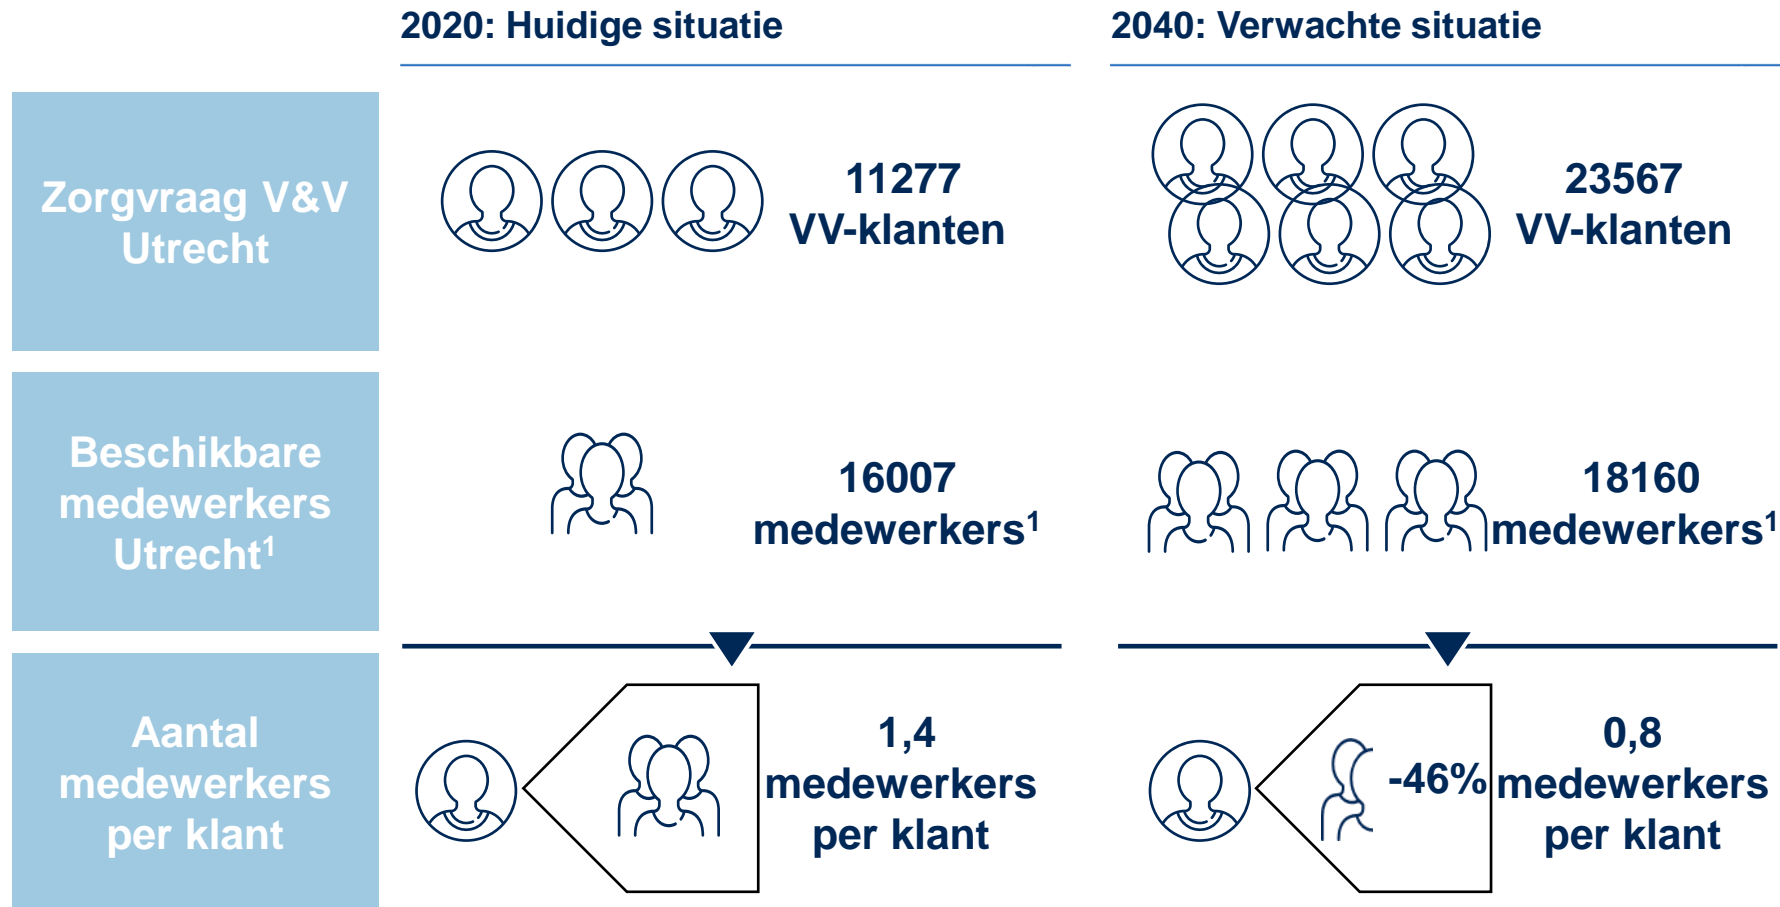 2020: Huidige situatie
2040: Verwachte situatie
Zorgvraag V&V
Utrecht
11277
VV-klanten
23567
VV-klanten
Beschikbare
medewerkers
Utrecht¹
16007
medewerkers¹
18160
medewerkers¹
Aantal
medewerkers
per klant
1,4
medewerkers
per klant
-46%
0,8
medewerkers
per klant